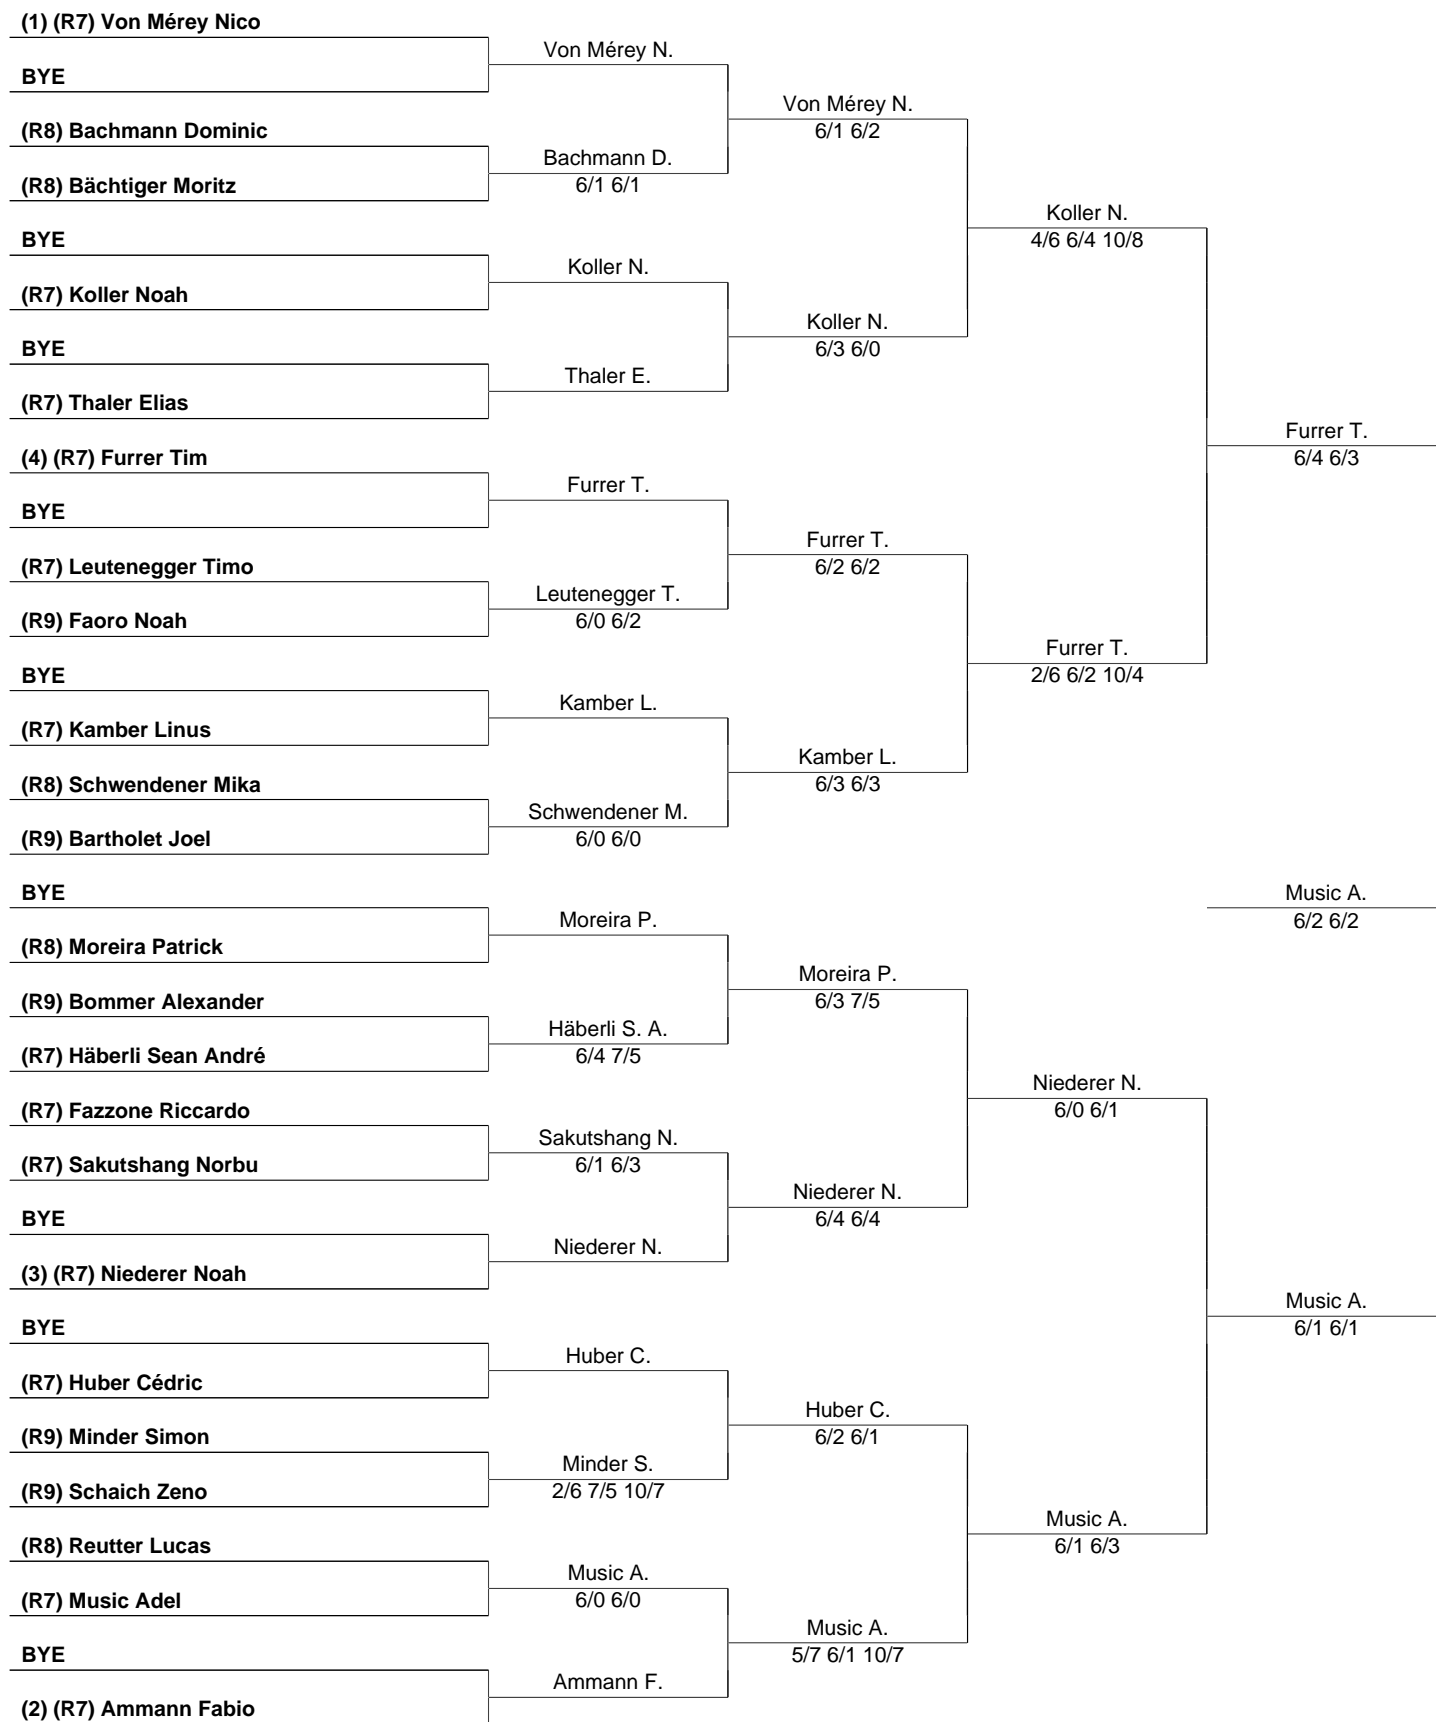 (1) (R7) Von Mérey Nico
BYE
(R8) Bachmann Dominic
(R8) Bächtiger Moritz
BYE
(R7) Koller Noah
BYE
(R7) Thaler Elias
(4) (R7) Furrer Tim
BYE
(R7) Leutenegger Timo
(R9) Faoro Noah
BYE
(R7) Kamber Linus
(R8) Schwendener Mika
(R9) Bartholet Joel
BYE
(R8) Moreira Patrick
(R9) Bommer Alexander
(R7) Häberli Sean André
(R7) Fazzone Riccardo
(R7) Sakutshang Norbu
BYE
(3) (R7) Niederer Noah
BYE
(R7) Huber Cédric
(R9) Minder Simon
(R9) Schaich Zeno
(R8) Reutter Lucas
(R7) Music Adel
BYE
(2) (R7) Ammann Fabio
Von Mérey N.
Bachmann D.
6/1 6/1
Koller N.
Thaler E.
Furrer T.
Leutenegger T.
6/0 6/2
Kamber L.
Schwendener M.
6/0 6/0
Moreira P.
Häberli S. A.
6/4 7/5
Sakutshang N.
6/1 6/3
Niederer N.
Huber C.
Minder S.
2/6 7/5 10/7
Music A.
6/0 6/0
Ammann F.
Von Mérey N.
6/1 6/2
Koller N.
6/3 6/0
Furrer T.
6/2 6/2
Kamber L.
6/3 6/3
Moreira P.
6/3 7/5
Niederer N.
6/4 6/4
Huber C.
6/2 6/1
Music A.
5/7 6/1 10/7
Koller N.
4/6 6/4 10/8
Furrer T.
2/6 6/2 10/4
Niederer N.
6/0 6/1
Music A.
6/1 6/3
Furrer T.
6/4 6/3
Music A.
6/2 6/2
Music A.
6/1 6/1